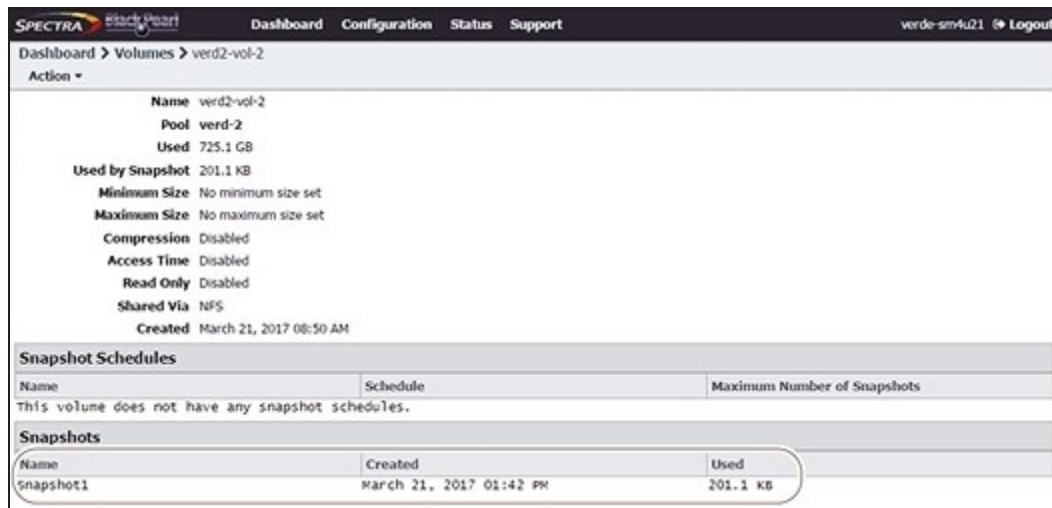 SPECTRA BlackPearl Dashboard Configuration Status Support verde-sm4u21 Logout
Dashboard > Volumes > verd2-vol-2
Action
Name verd2-vol-2
Pool verd-2
Used 725.1 GB
Used by Snapshot 201.1 KB
Minimum Size No minimum size set
Maximum Size No maximum size set
Compression Disabled
Access Time Disabled
Read Only Disabled
Shared Via NFS
Created March 21, 2017 08:50 AM
Snapshot Schedules
Name Schedule Maximum Number of Snapshots
This volume does not have any snapshot schedules.
Snapshots
Name Created Used
Snapshot1 March 21, 2017 01:42 PM 201.1 KB